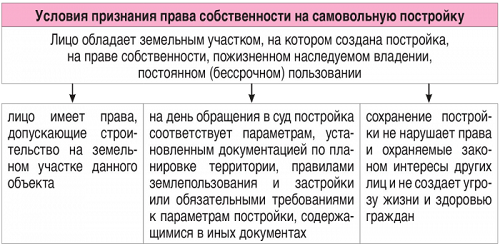 Условия признания права собственности на самовольную постройку
Лицо обладает земельным участком, на котором создана постройка,
на праве собственности, пожизненном наследуемом владении,
постоянном (бессрочном) пользовании
лицо имеет права,
допускающие строи-
тельство на земель-
ном участке данного
объекта
на день обращения в суд постройка
соответствует параметрам, уста-
новленным документацией по пла-
нировке территории, правилами
землепользования и застройки
или обязательными требованиями
к параметрам постройки, содержа-
щимися в иных документах
сохранение построй-
ки не нарушает права
и охраняемые зако-
ном интересы других
лиц и не создает угро-
зу жизни и здоровью
граждан